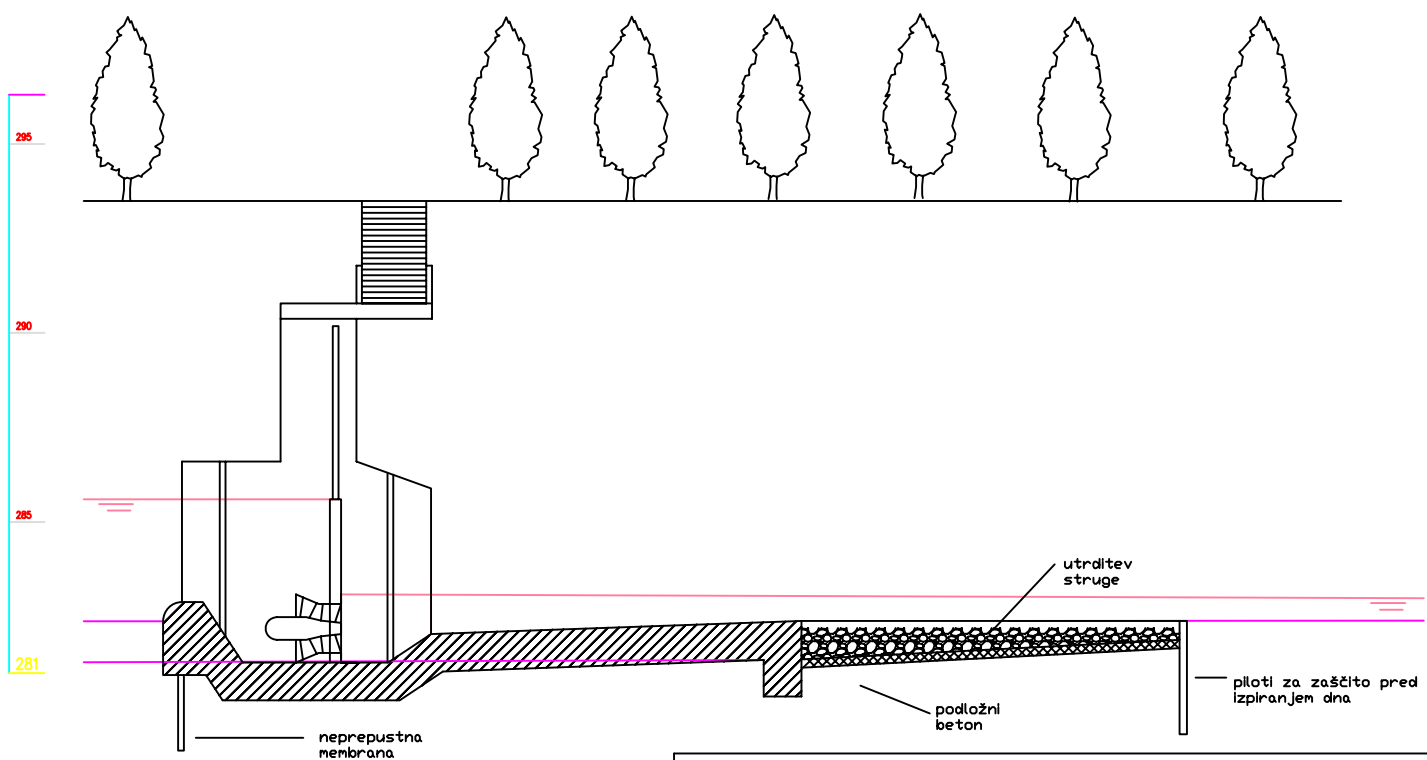 295
290
285
281
utrditev
struge
piloti za zaščito pred
izpiranjem dna
podložni
beton
neprepustna
membrana